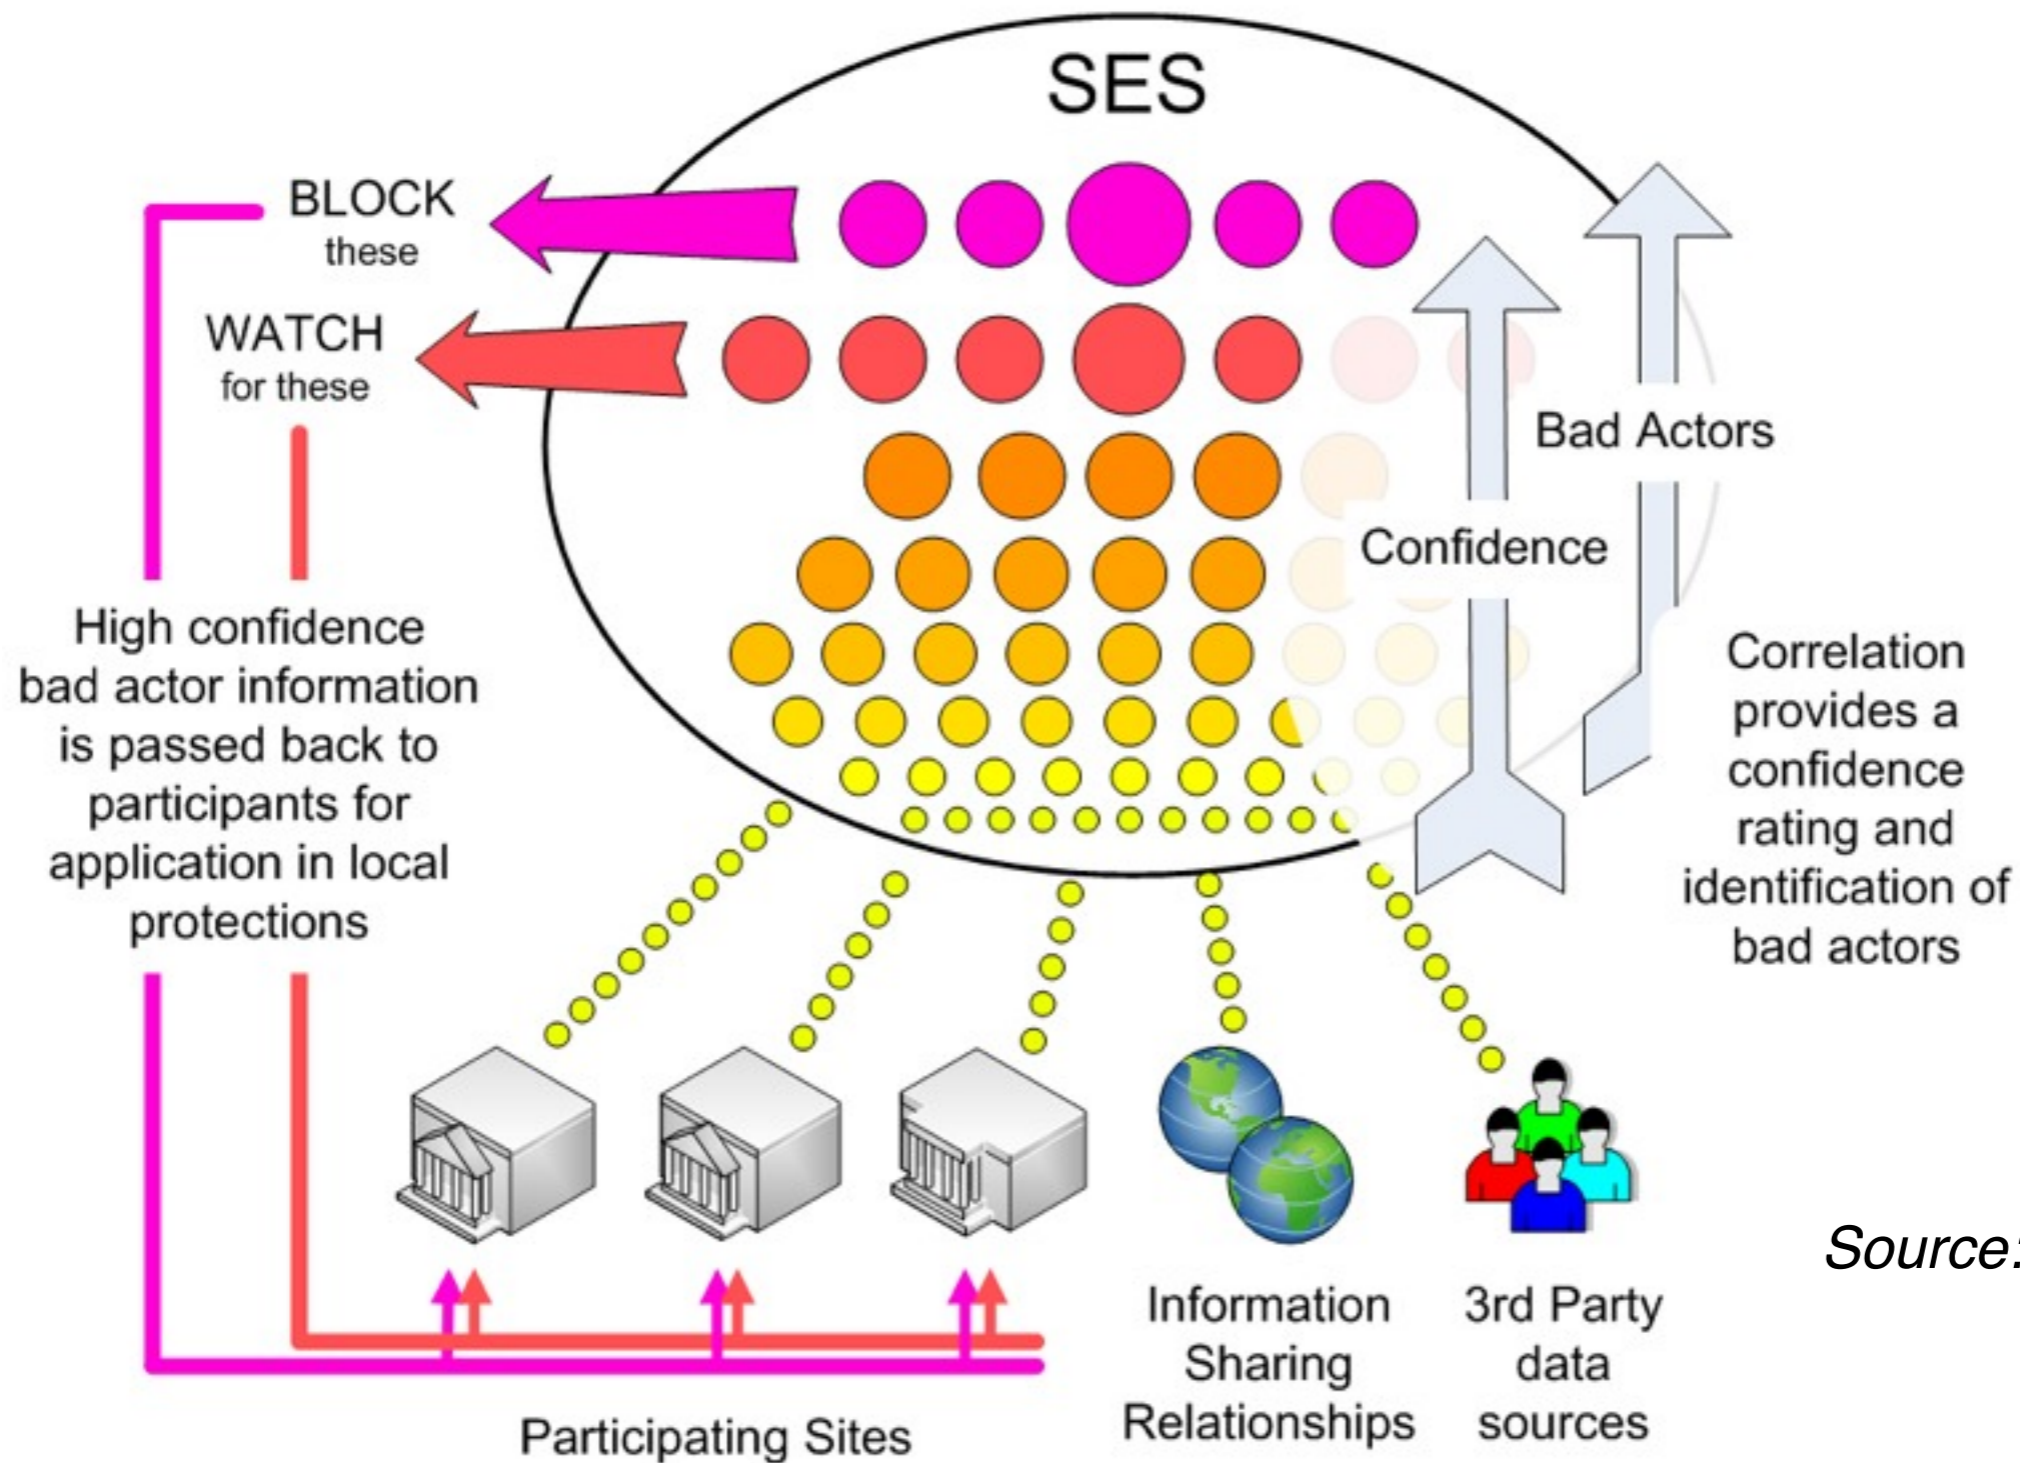 SES
BLOCK
these
WATCH
for these
Bad Actors
Confidence
High confidence
bad actor information
is passed back to
participants for
application in local
protections
Correlation
provides a
confidence
rating and
identification of
bad actors
Source:
Information
Sharing
Relationships
3rd Party
data
sources
Participating Sites